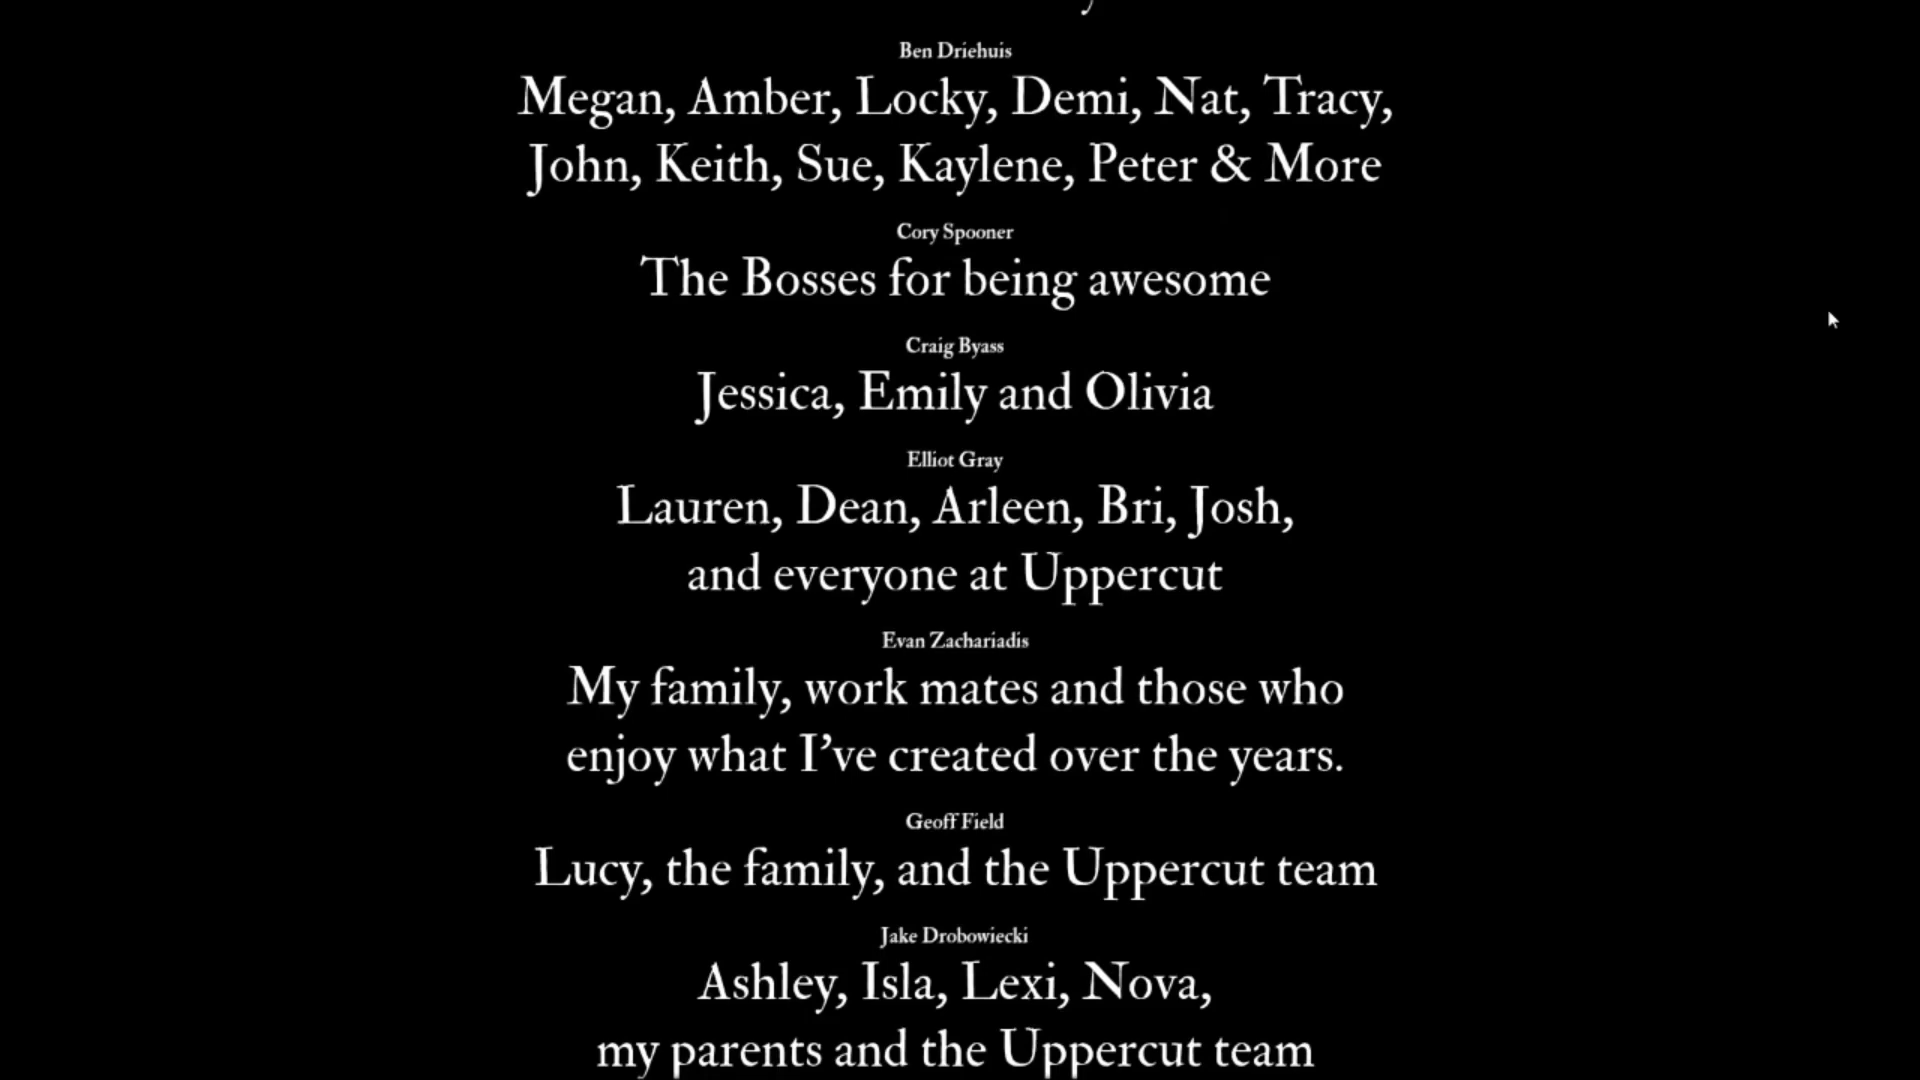 Ben Driehuis
Megan, Amber, Locky, Demi, Nat, Tracy,
John, Keith, Sue, Kaylene, Peter & More
Cory Spooner
The Bosses for being awesome
Craig Byass
Jessica, Emily and Olivia
Elliot Gray
Lauren, Dean, Arleen, Bri, Josh,
and everyone at Uppercut
Evan Zachariadis
My family, work mates and those who
enjoy what I’ve created over the years.
Geoff Field
Lucy, the family, and the Uppercut team
Jake Drobowiecki
Ashley, Isla, Lexi, Nova,
my parents and the Uppercut team